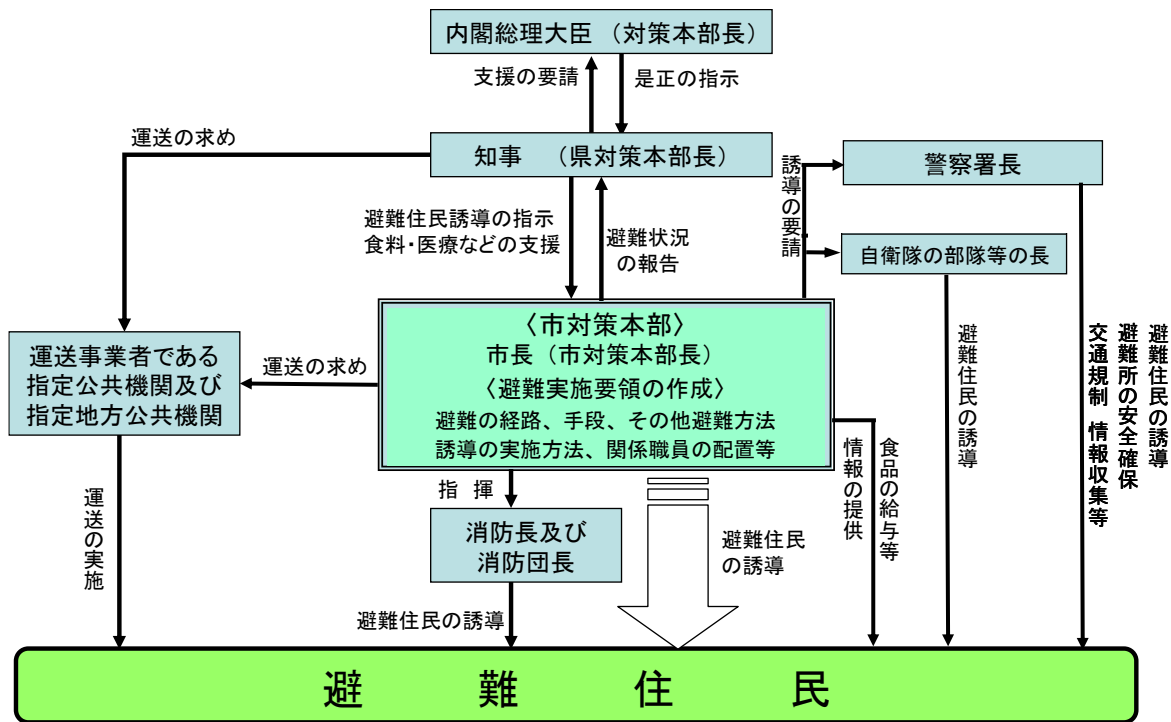 内閣総理大臣 （対策本部長）
支援の要請
是正の指示
運送の求め
知事 （県対策本部長）
誘導の要請
警察署長
避難住民誘導の指示
食料・医療などの支援
避難状況
の報告
自衛隊の部隊等の長
〈市対策本部〉
市長（市対策本部長）
〈避難実施要領の作成〉
避難の経路、手段、その他避難方法
誘導の実施方法、関係職員の配置等
運送事業者である
指定公共機関及び
指定地方公共機関
運送の求め
避難住民の誘導
避難所の安全確保
交通規制 情報収集等
避難住民の誘導
食品の給与等
情報の提供
指 揮
消防長及び
消防団長
避難住民
の誘導
運送の実施
避難住民の誘導
避 難 住 民